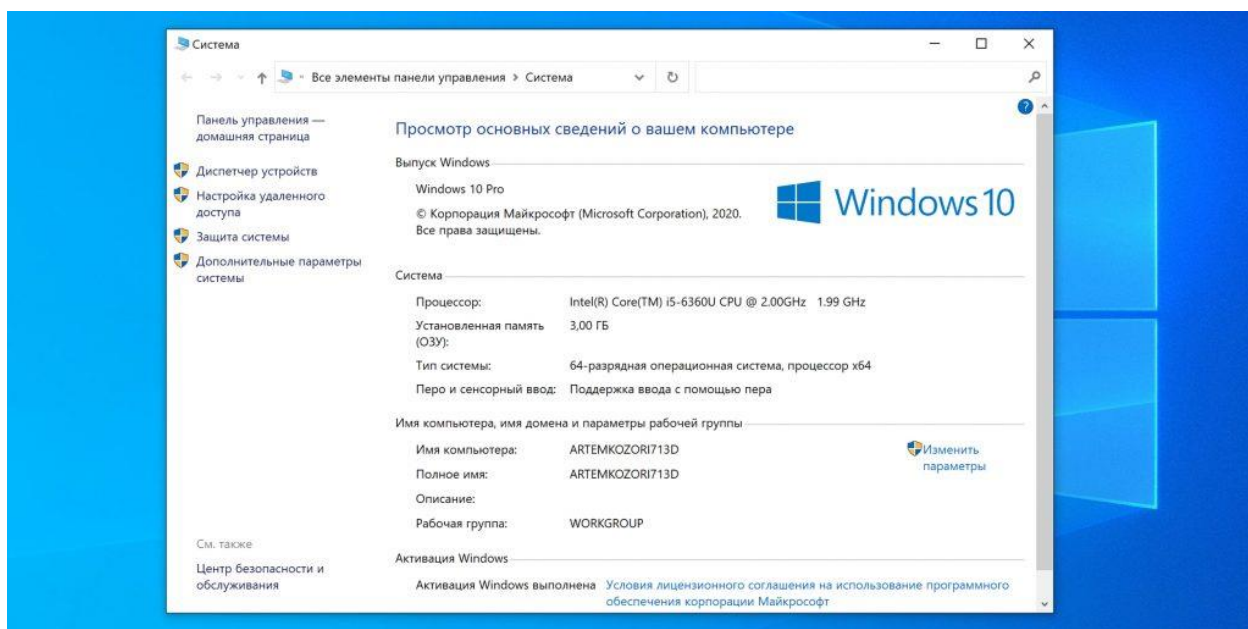 Система
Все элементы панели управления > Система
Панель управления —
домашняя страница
Диспетчер устройств
Настройка удаленного
доступа
Защита системы
Дополнительные параметры
системы
См. также
Центр безопасности и
обслуживания
Просмотр основных сведений о вашем компьютере
Выпуск Windows
Windows 10 Pro
© Корпорация Майкрософт (Microsoft Corporation), 2020.
Все права защищены.
Windows 10
Система
Процессор: Intel(R) Core(TM) i5-6360U CPU @ 2.00GHz 1.99 GHz
Установленная память 3,00 ГБ
(ОЗУ):
Тип системы: 64-разрядная операционная система, процессор x64
Перо и сенсорный ввод: Поддержка ввода с помощью пера
Имя компьютера, имя домена и параметры рабочей группы
Имя компьютера: ARTEMKOZORI713D
Изменить
параметры
Полное имя: ARTEMKOZORI713D
Описание:
Рабочая группа: WORKGROUP
Активация Windows
Активация Windows выполнена Условия лицензионного соглашения на использование программного
обеспечения корпорации Майкрософт